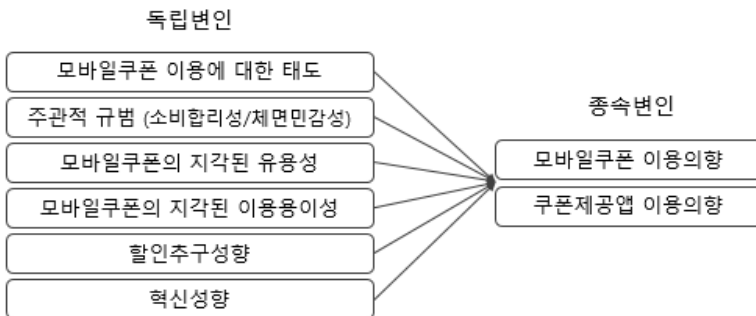 독립변인
모바일쿠폰 이용에 대한 태도
주관적 규범 (소비합리성/체면민감성)
모바일쿠폰의 지각된 유용성
모바일쿠폰의 지각된 이용용이성
할인추구성향
혁신성향
종속변인
모바일쿠폰 이용의향
쿠폰제공앱 이용의향